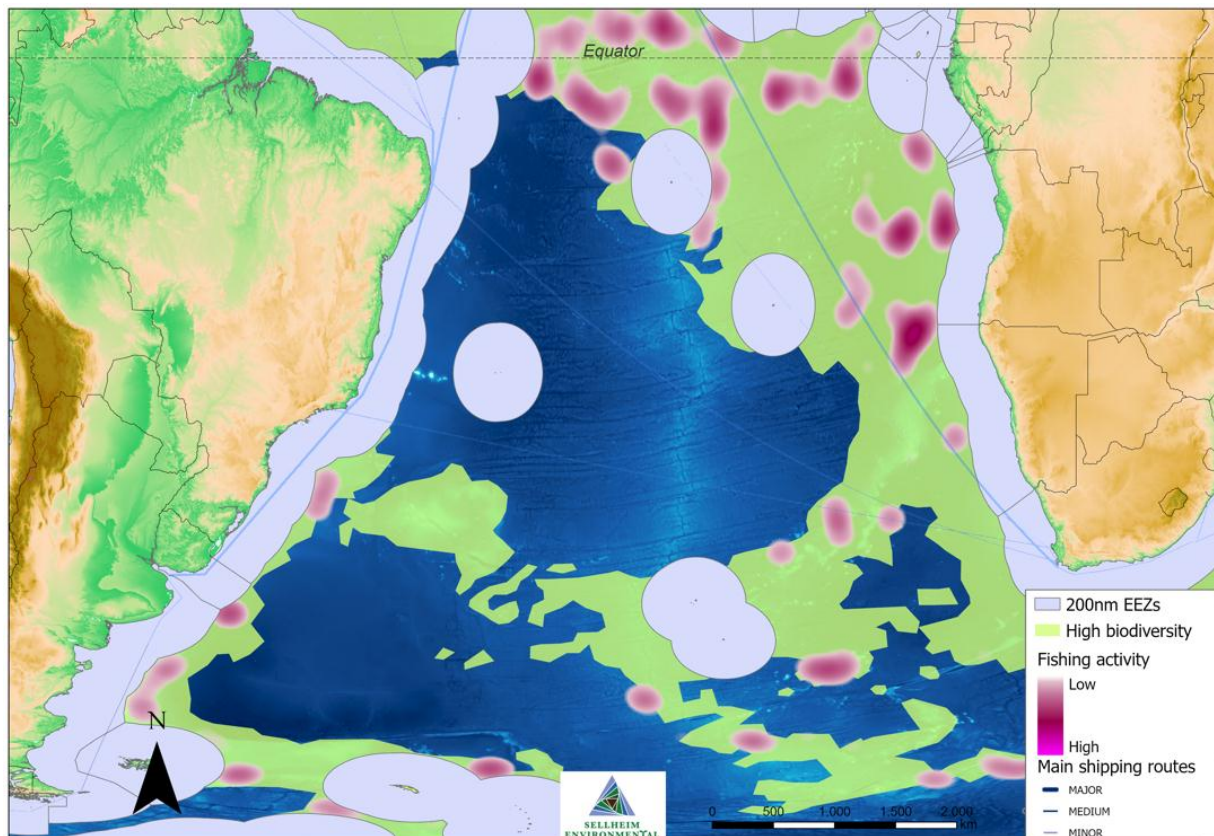 Equator
200nm EEZs
High biodiversity
Fishing activity
Low
High
Main shipping routes
MAJOR
MEDIUM
MINOR
N
SELLHEIM
ENVIRONMENTAL
0 500 1.000 1.500 2.000
km